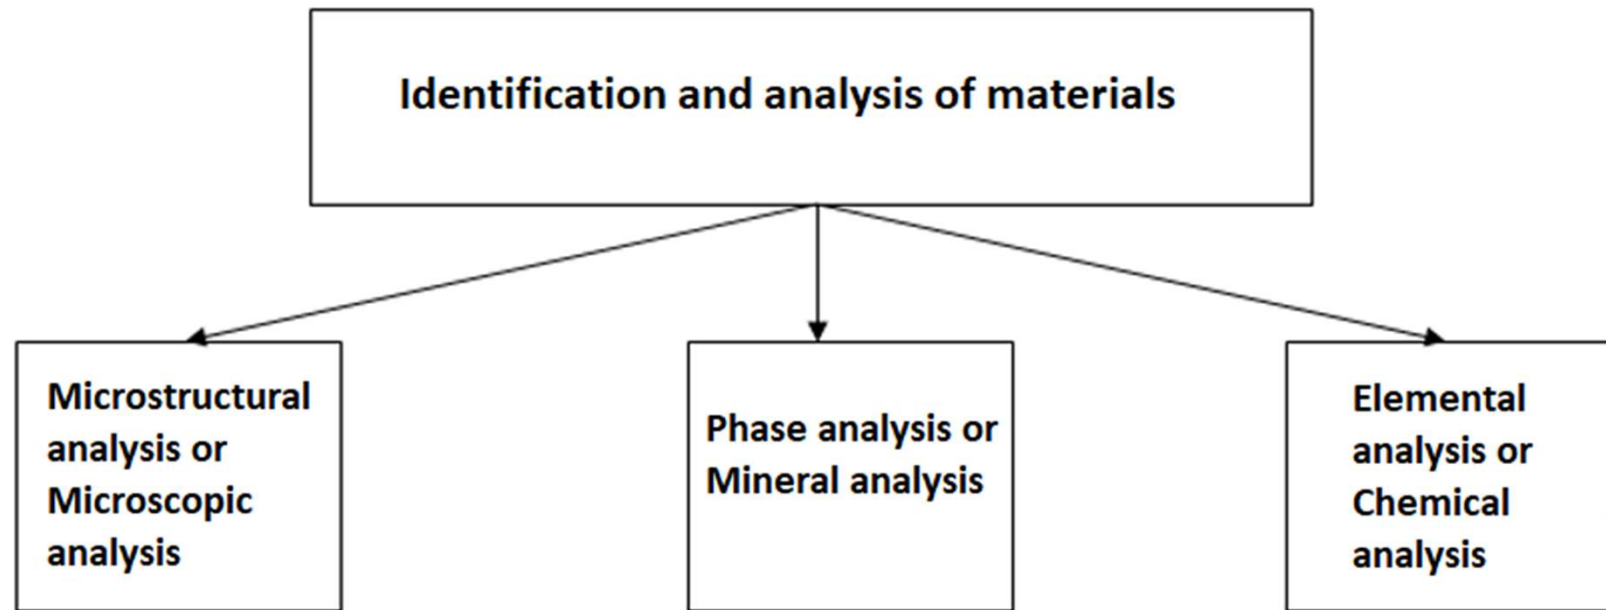 Identification and analysis of materials
Microstructural
analysis or
Microscopic
analysis
Phase analysis or
Mineral analysis
Elemental
analysis or
Chemical
analysis